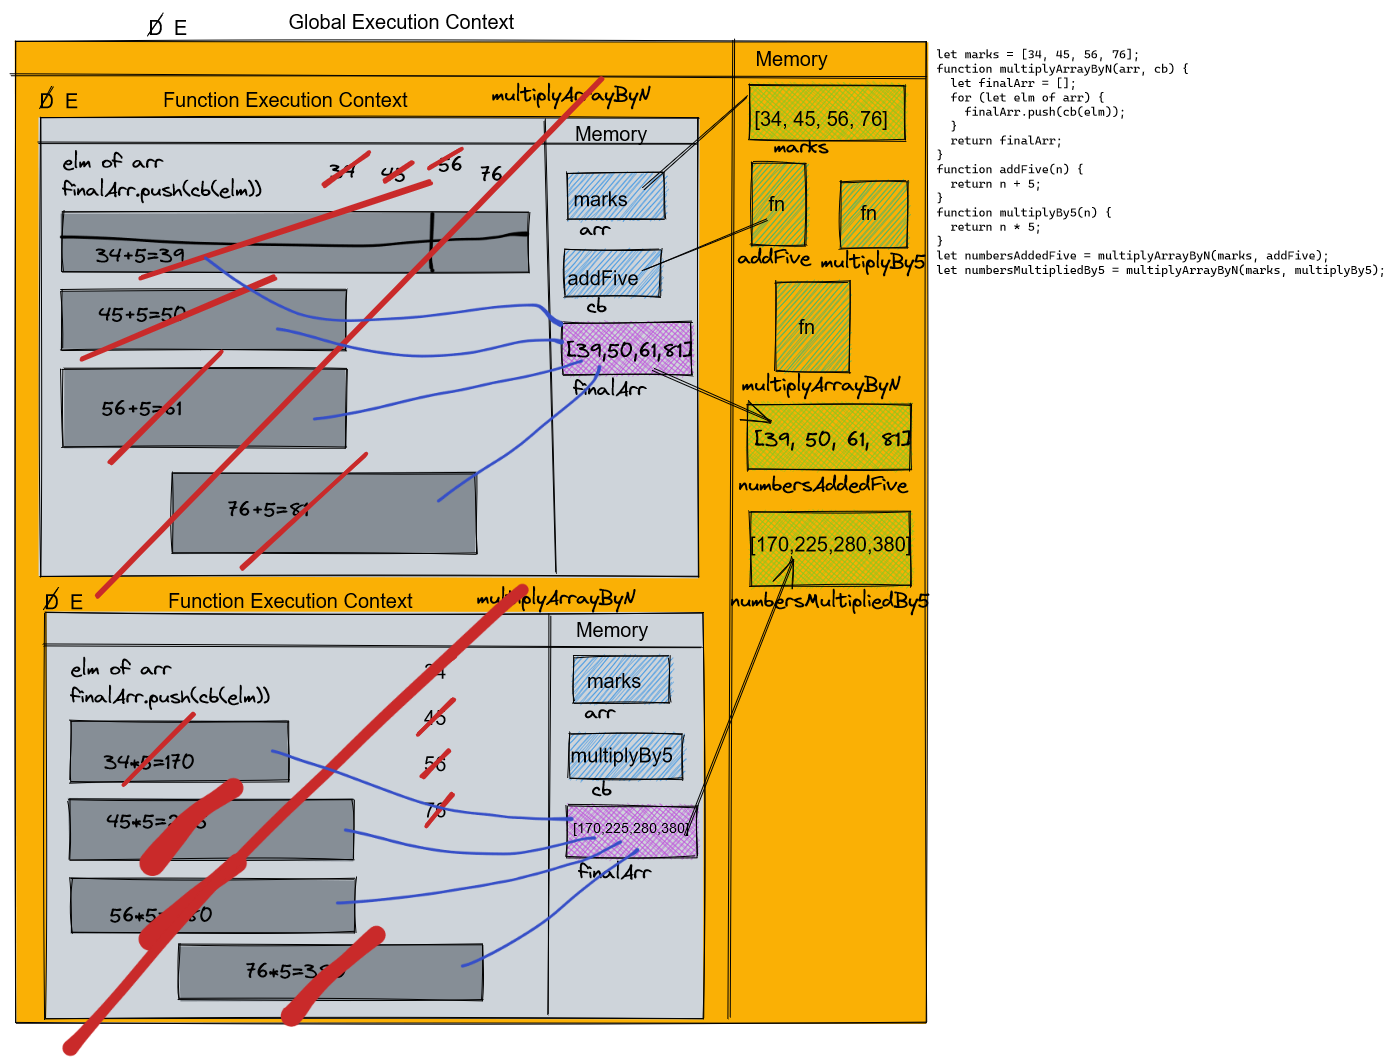 D E Global Execution Context
Memory
D E Function Execution Context multiplyArrayByN
Memory
elm of arr
finalArr.push(cb(elm))
34 45 56 76
34+5=39
45+5=50
56+5=61
76+5=81
marks
arr
addFive
cb
[39,50,61,81]
finalArr
[34, 45, 56, 76]
marks
fn
addFive
fn
multiplyBy5
fn
multiplyArrayByN
[39, 50, 61, 81]
numbersAddedFive
[170,225,280,380]
numbersMultipliedBy5
D E Function Execution Context multiplyArrayByN
Memory
elm of arr
finalArr.push(cb(elm))
34
45
56
76
34*5=170
45*5=225
56*5=280
76*5=380
marks
arr
multiplyBy5
cb
[170,225,280,380]
finalArr
let marks = [34, 45, 56, 76];
function multiplyArrayByN(arr, cb) {
  let finalArr = [];
  for (let elm of arr) {
    finalArr.push(cb(elm));
  }
  return finalArr;
}
function addFive(n) {
  return n + 5;
}
function multiplyBy5(n) {
  return n * 5;
}
let numbersAddedFive = multiplyArrayByN(marks, addFive);
let numbersMultipliedBy5 = multiplyArrayByN(marks, multiplyBy5);